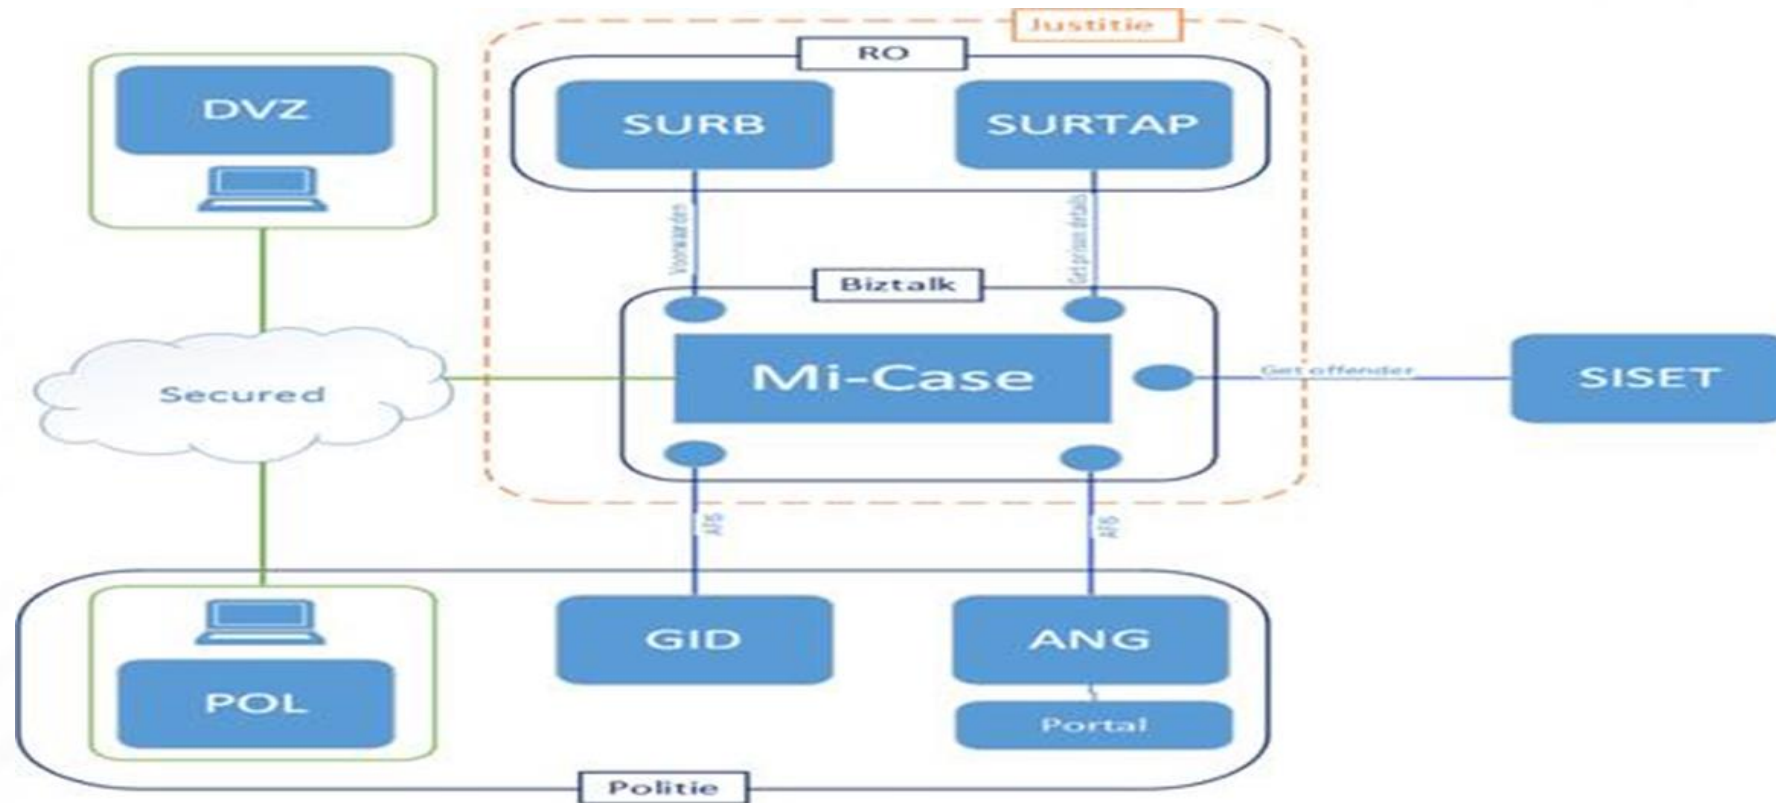 Justitie
RO
DVZ
SURB
SURTAP
Voorwaarden
Get prison details
Biztalk
Secured
Mi-Case
Get offender
SISET
AFIS
AFIS
GID
ANG
POL
Portal
Politie